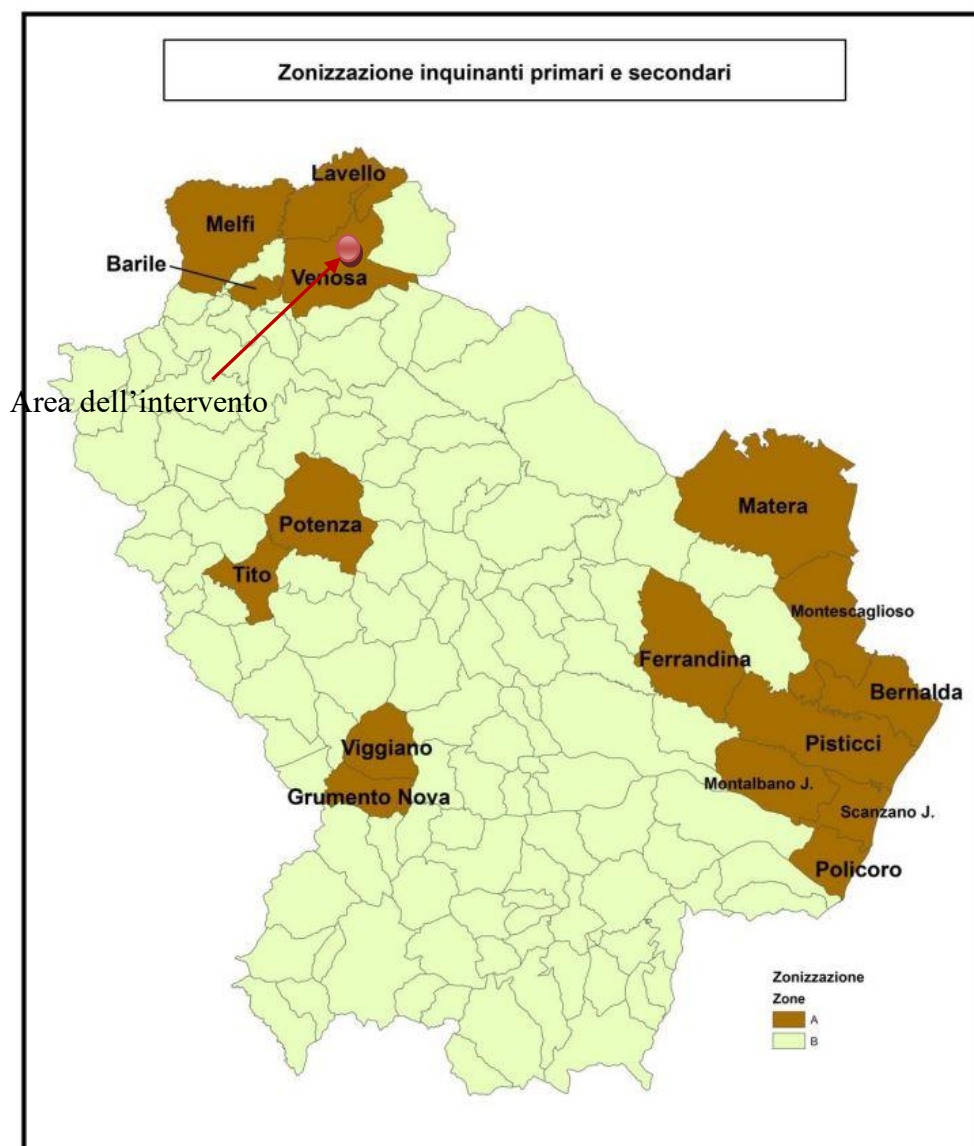 Zonizzazione inquinanti primari e secondari
Lavello
Melfi
Barile
Venosa
Area dell’intervento
Matera
Potenza
Tito
Montescaglioso
Ferrandina
Bernalda
Pisticci
Viggiano
Montalbano J.
Grumento Nova
Scanzano J.
Policoro
Zonizzazione
Zone
A
B